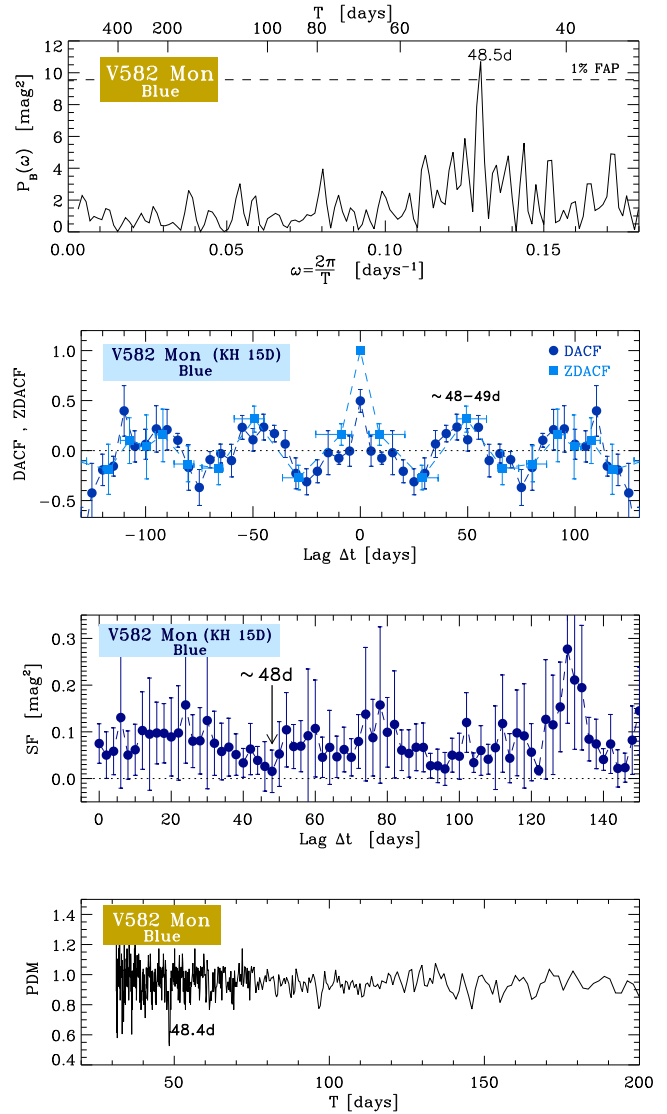 T [days]
400 200 100 80 60 40
V582 Mon
Blue
48.5d
1% FAP
P_B(ω) [mag²]
12
10
8
6
4
2
0
0.00 0.05 0.10 0.15
ω=2π/T [days⁻¹]
V582 Mon (KH 15D)
Blue
DACF
ZDACF
~48−49d
DACF , ZDACF
1.0
0.5
0.0
−0.5
−100 −50 0 50 100
Lag Δt [days]
V582 Mon (KH 15D)
Blue
~48d
SF [mag²]
0.3
0.2
0.1
0.0
0 20 40 60 80 100 120 140
Lag Δt [days]
V582 Mon
Blue
48.4d
PDM
1.4
1.2
1.0
0.8
0.6
0.4
50 100 150 200
T [days]